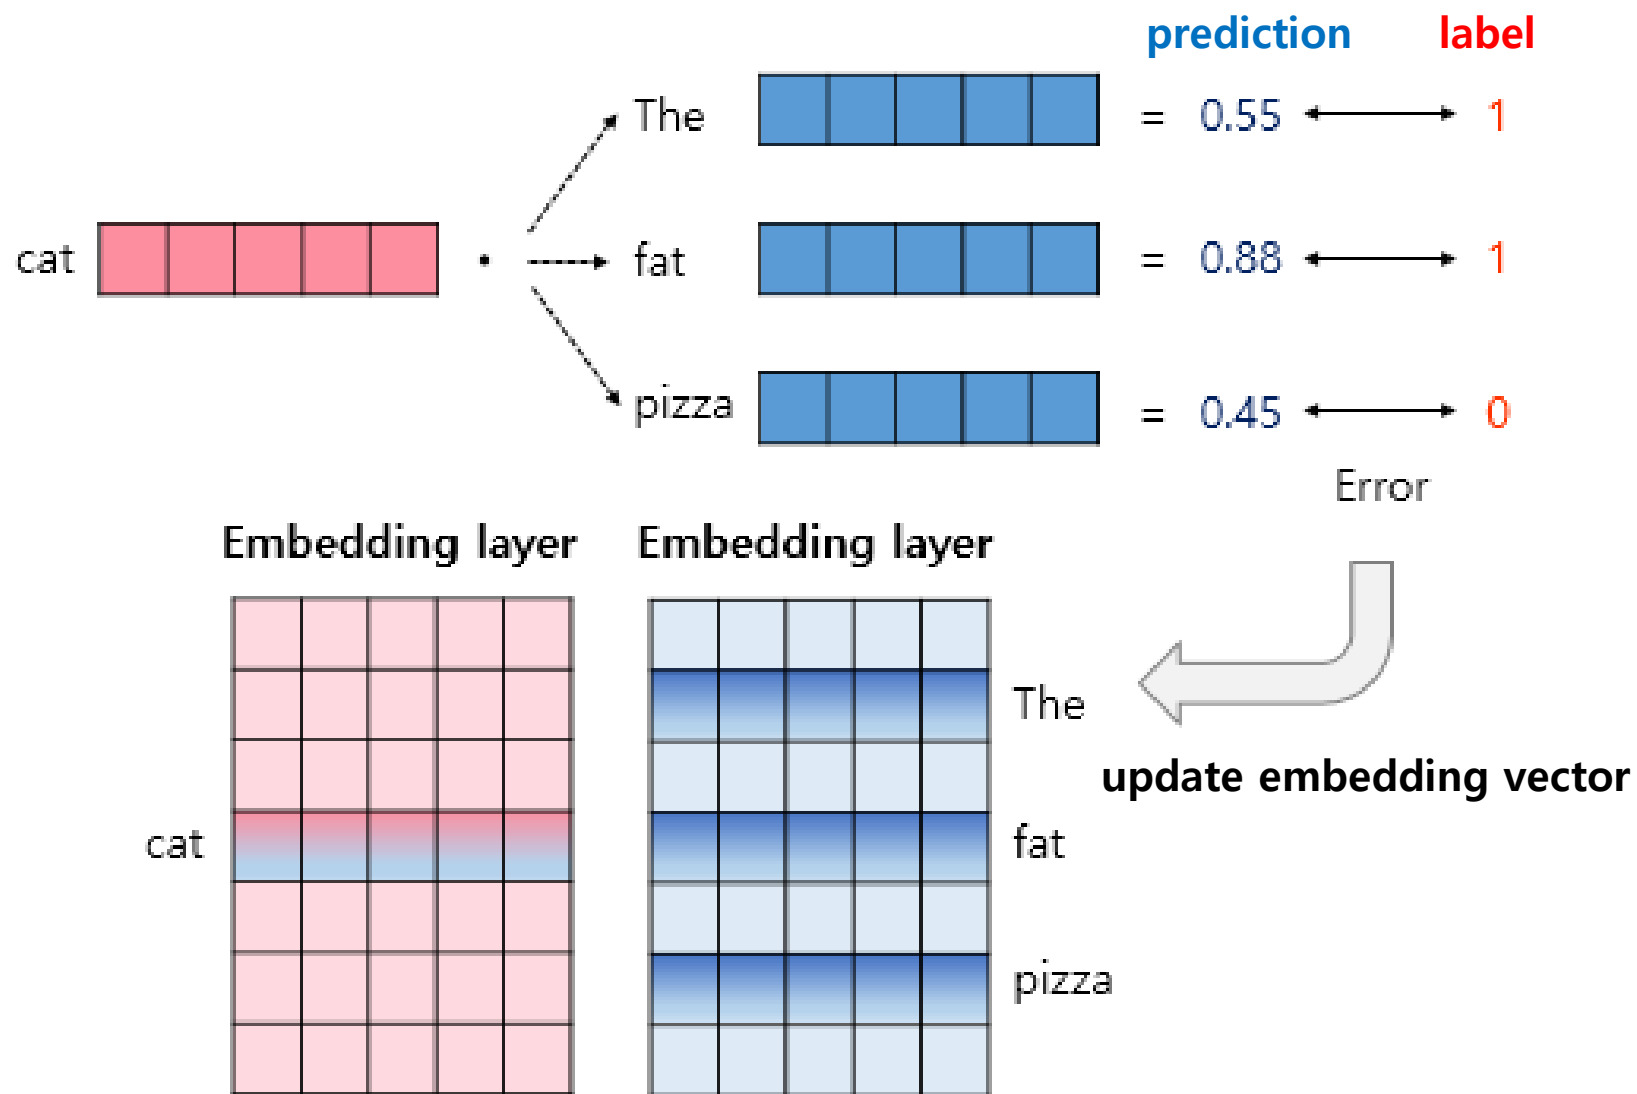 prediction label
The = 0.55 1
cat · fat = 0.88 1
pizza = 0.45 0
Error
Embedding layer Embedding layer
The
update embedding vector
cat fat
pizza